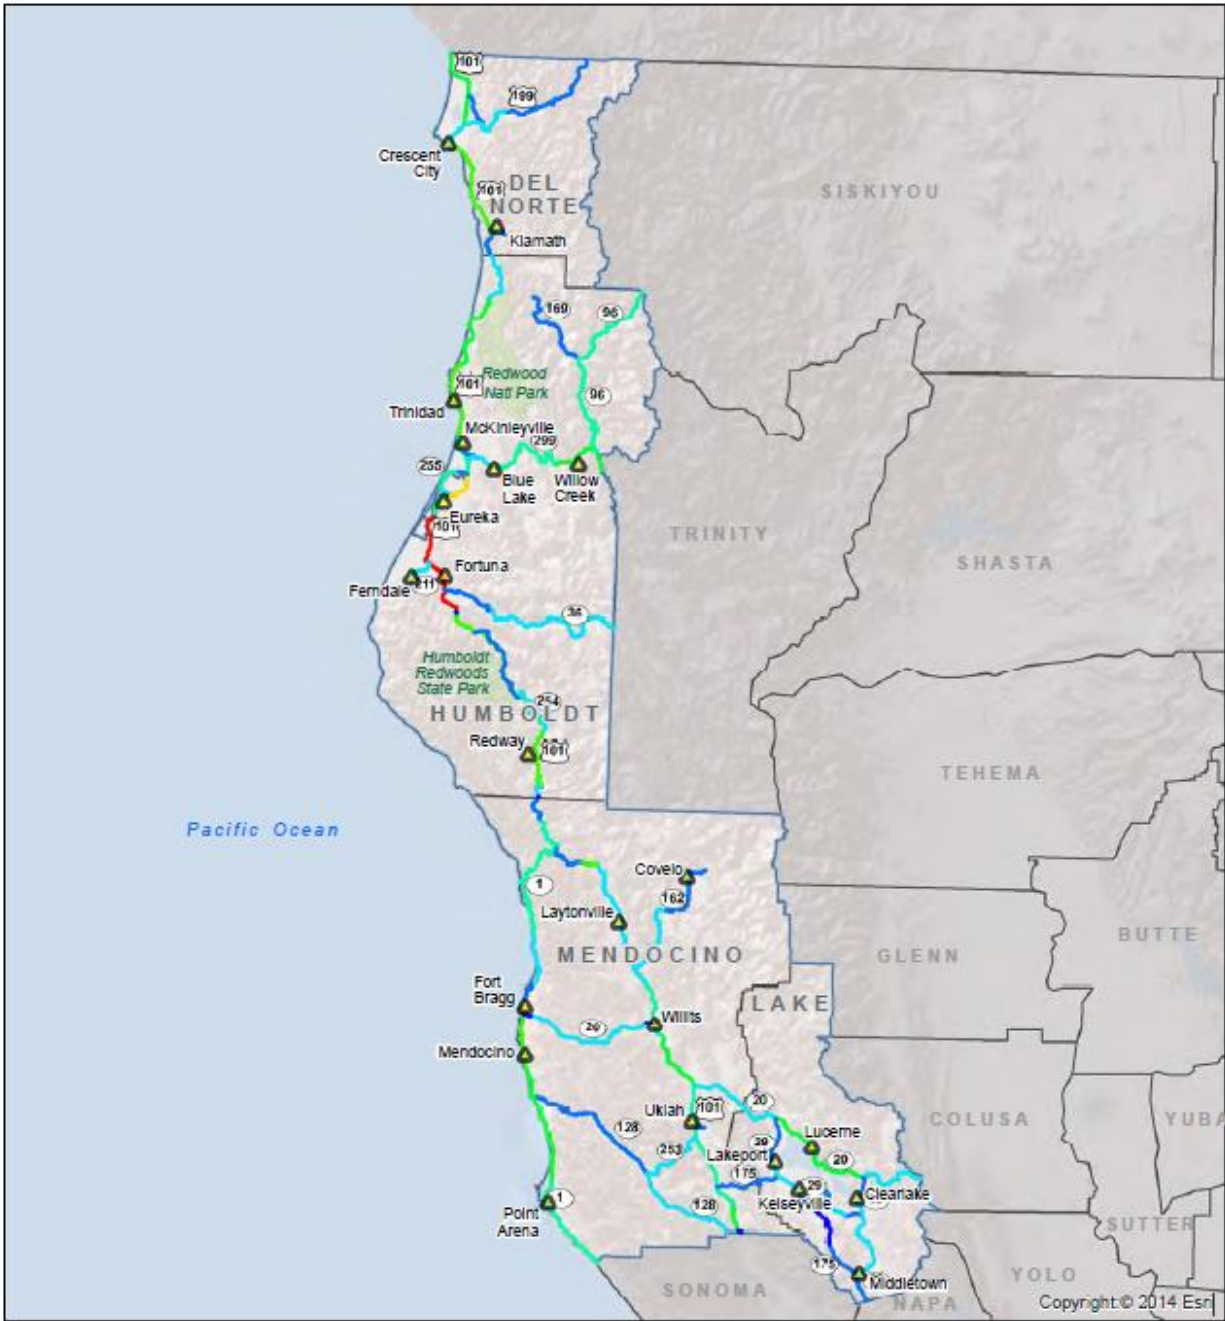 101
199
Crescent
City
DEL
NORTE
101
SISKIYOU
Klamath
169
96
Redwood
Natl Park
101
96
Trinidad
McKinleyville
299
255
Blue
Lake
Willow
Creek
Eureka
101
TRINITY
SHASTA
Fortuna
Ferndale
211
36
Humboldt
Redwoods
State Park
254
HUMBOLDT
Redway
101
TEHEMA
Pacific Ocean
Covelo
1
162
Laytonville
BUTTE
MENDOCINO
GLENN
Fort
Bragg
LAKE
Willits
20
Mendocino
20
Ukiah
101
COLUSA
YUBA
128
Lucerne
29
253
Lakeport
20
175
29
Clearlake
Kelseyville
1
128
Point
Arena
SUTTER
175
Middletown
YOLO
SONOMA
NAPA
Copyright:© 2014 Esri